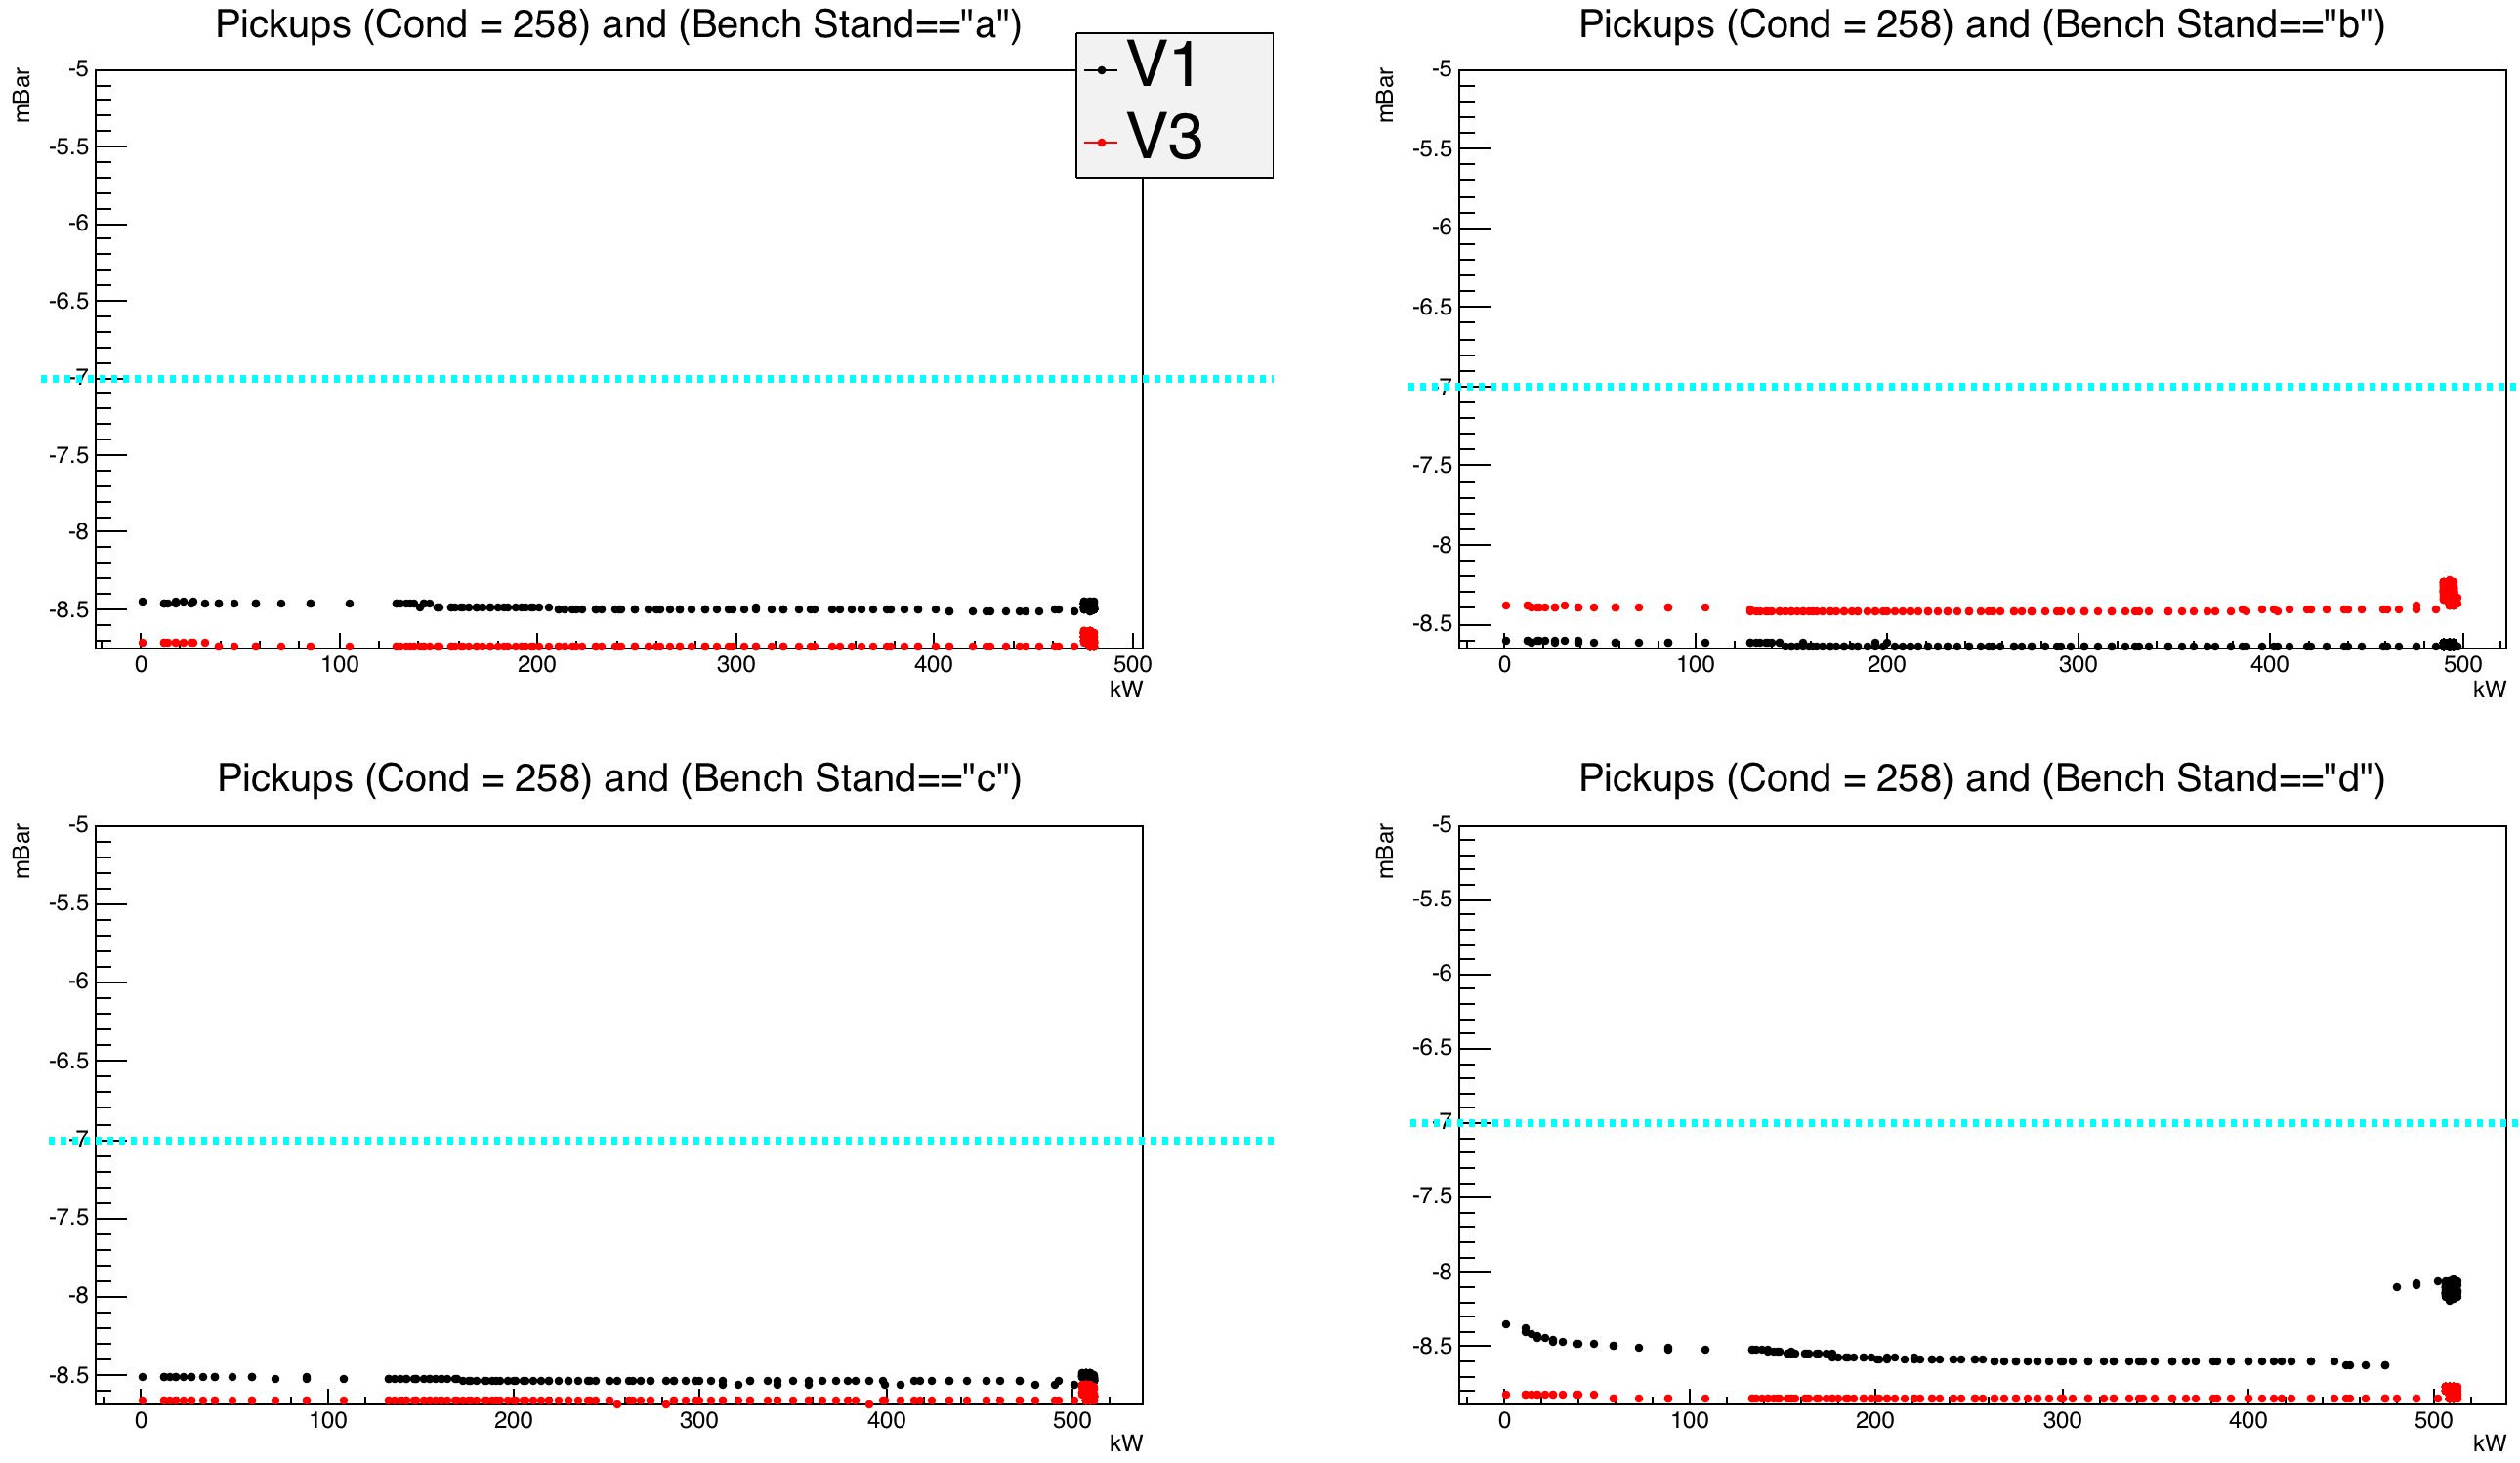 Pickups (Cond = 258) and (Bench Stand=="a")
mBar
V1
V3
-5
-5.5
-6
-6.5
-7
-7.5
-8
-8.5
0 100 200 300 400 500
kW
Pickups (Cond = 258) and (Bench Stand=="b")
mBar
-5
-5.5
-6
-6.5
-7
-7.5
-8
-8.5
0 100 200 300 400 500
kW
Pickups (Cond = 258) and (Bench Stand=="c")
mBar
-5
-5.5
-6
-6.5
-7
-7.5
-8
-8.5
0 100 200 300 400 500
kW
Pickups (Cond = 258) and (Bench Stand=="d")
mBar
-5
-5.5
-6
-6.5
-7
-7.5
-8
-8.5
0 100 200 300 400 500
kW